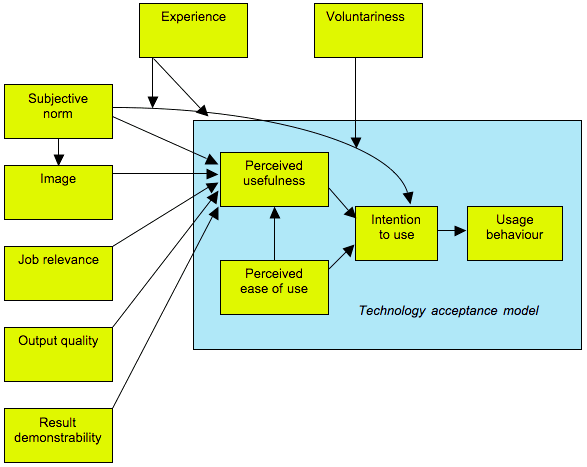 Experience
Voluntariness
Subjective
norm
Image
Perceived
usefulness
Intention
to use
Usage
behaviour
Job relevance
Perceived
ease of use
Technology acceptance model
Output quality
Result
demonstrability